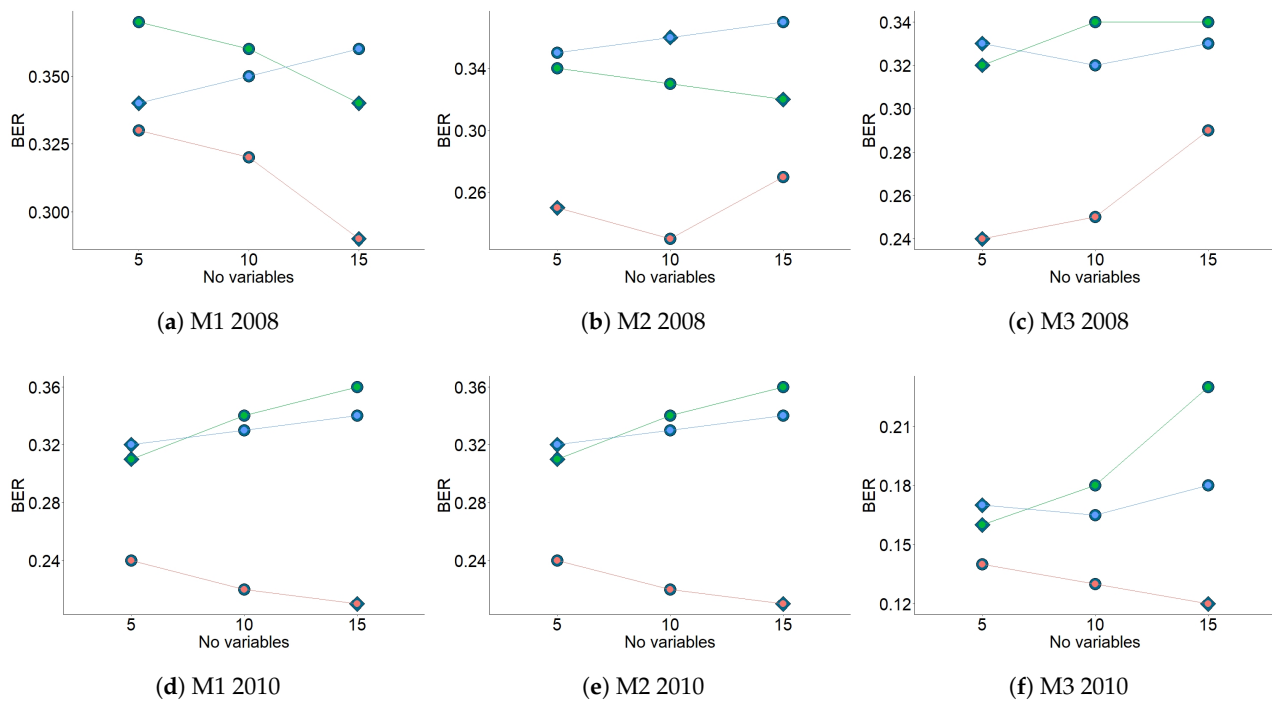 0.350
0.325
0.300
BER
5 10 15
No variables
(a) M1 2008
0.34
0.30
0.26
BER
5 10 15
No variables
(b) M2 2008
0.34
0.32
0.30
0.28
0.26
0.24
BER
5 10 15
No variables
(c) M3 2008
0.36
0.32
0.28
0.24
BER
5 10 15
No variables
(d) M1 2010
0.36
0.32
0.28
0.24
BER
5 10 15
No variables
(e) M2 2010
0.21
0.18
0.15
0.12
BER
5 10 15
No variables
(f) M3 2010